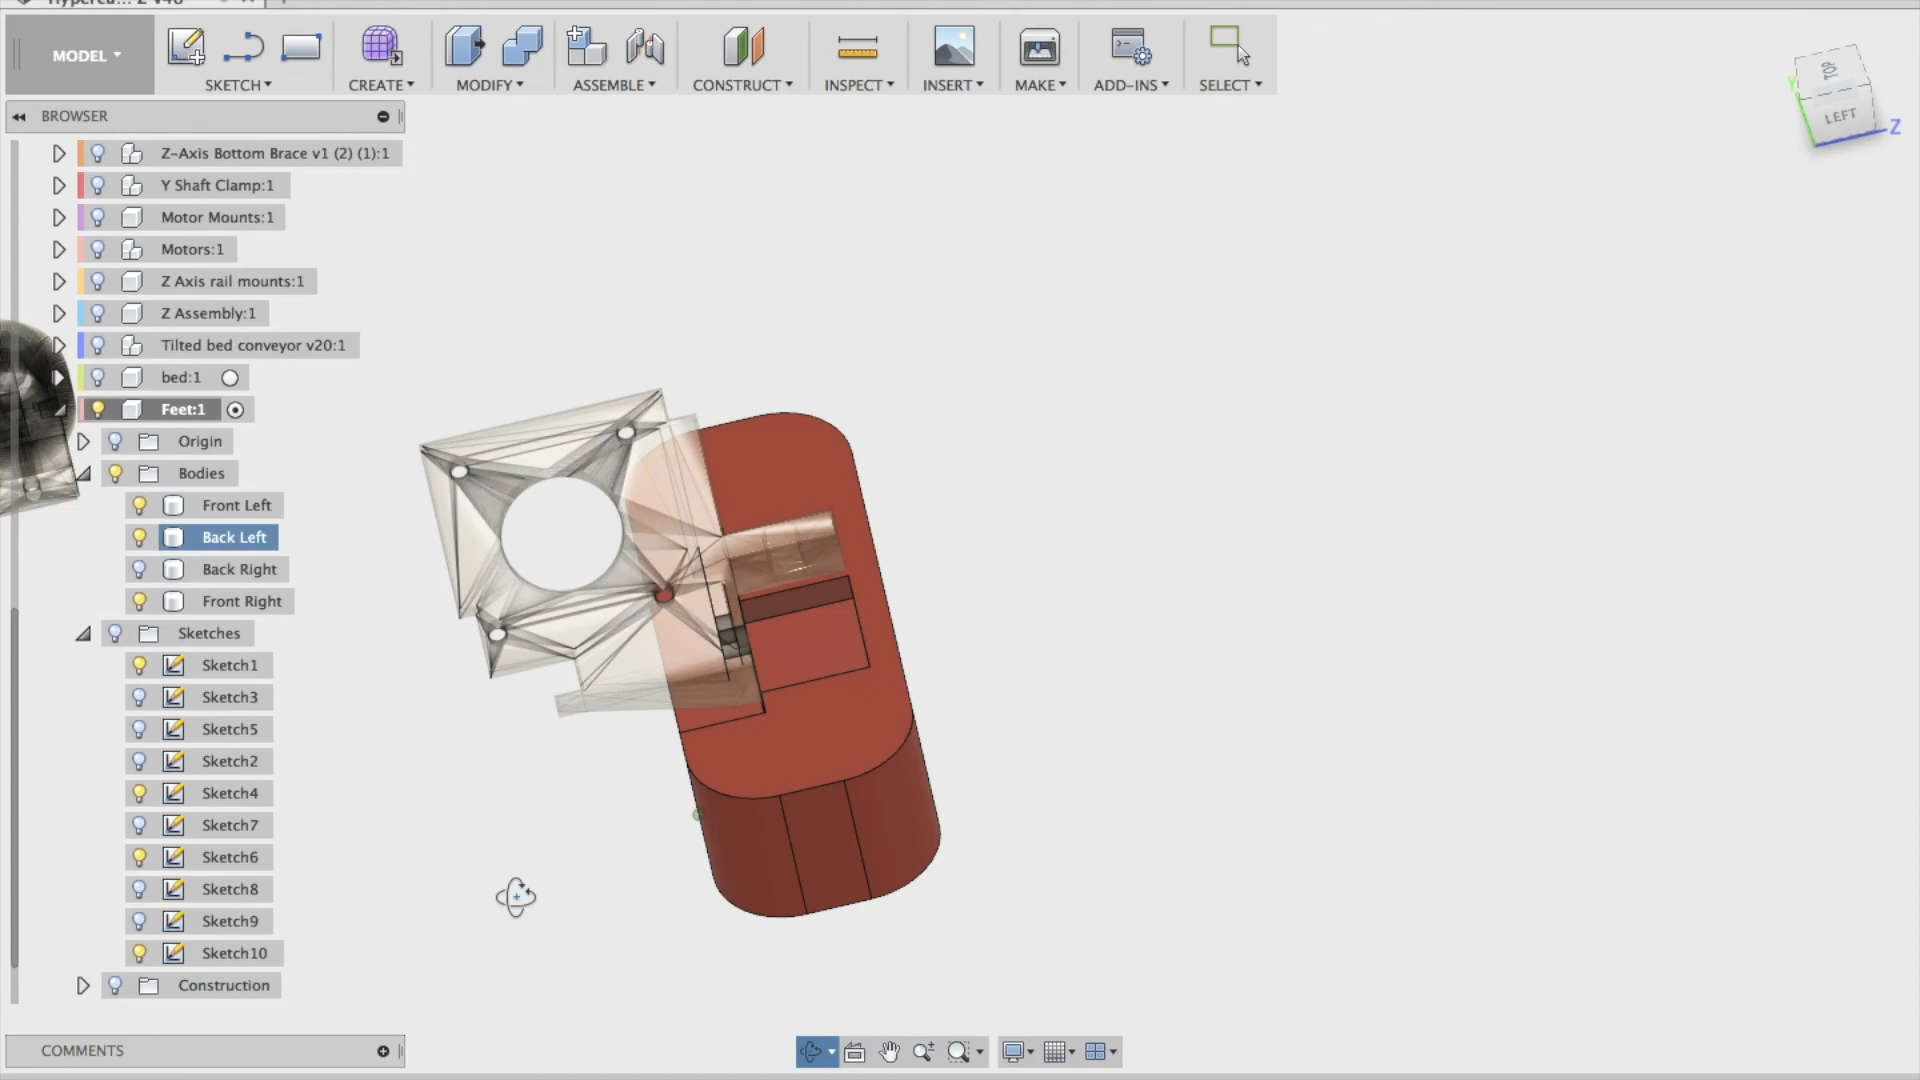 MODEL
SKETCH
CREATE
MODIFY
ASSEMBLE
CONSTRUCT
INSPECT
INSERT
MAKE
ADD-INS
SELECT
TOP
LEFT
Y
Z
BROWSER
Z-Axis Bottom Brace v1 (2) (1):1
Y Shaft Clamp:1
Motor Mounts:1
Motors:1
Z Axis rail mounts:1
Z Assembly:1
Tilted bed conveyor v20:1
bed:1
Feet:1
Origin
Bodies
Front Left
Back Left
Back Right
Front Right
Sketches
Sketch1
Sketch3
Sketch5
Sketch2
Sketch4
Sketch7
Sketch6
Sketch8
Sketch9
Sketch10
Construction
COMMENTS